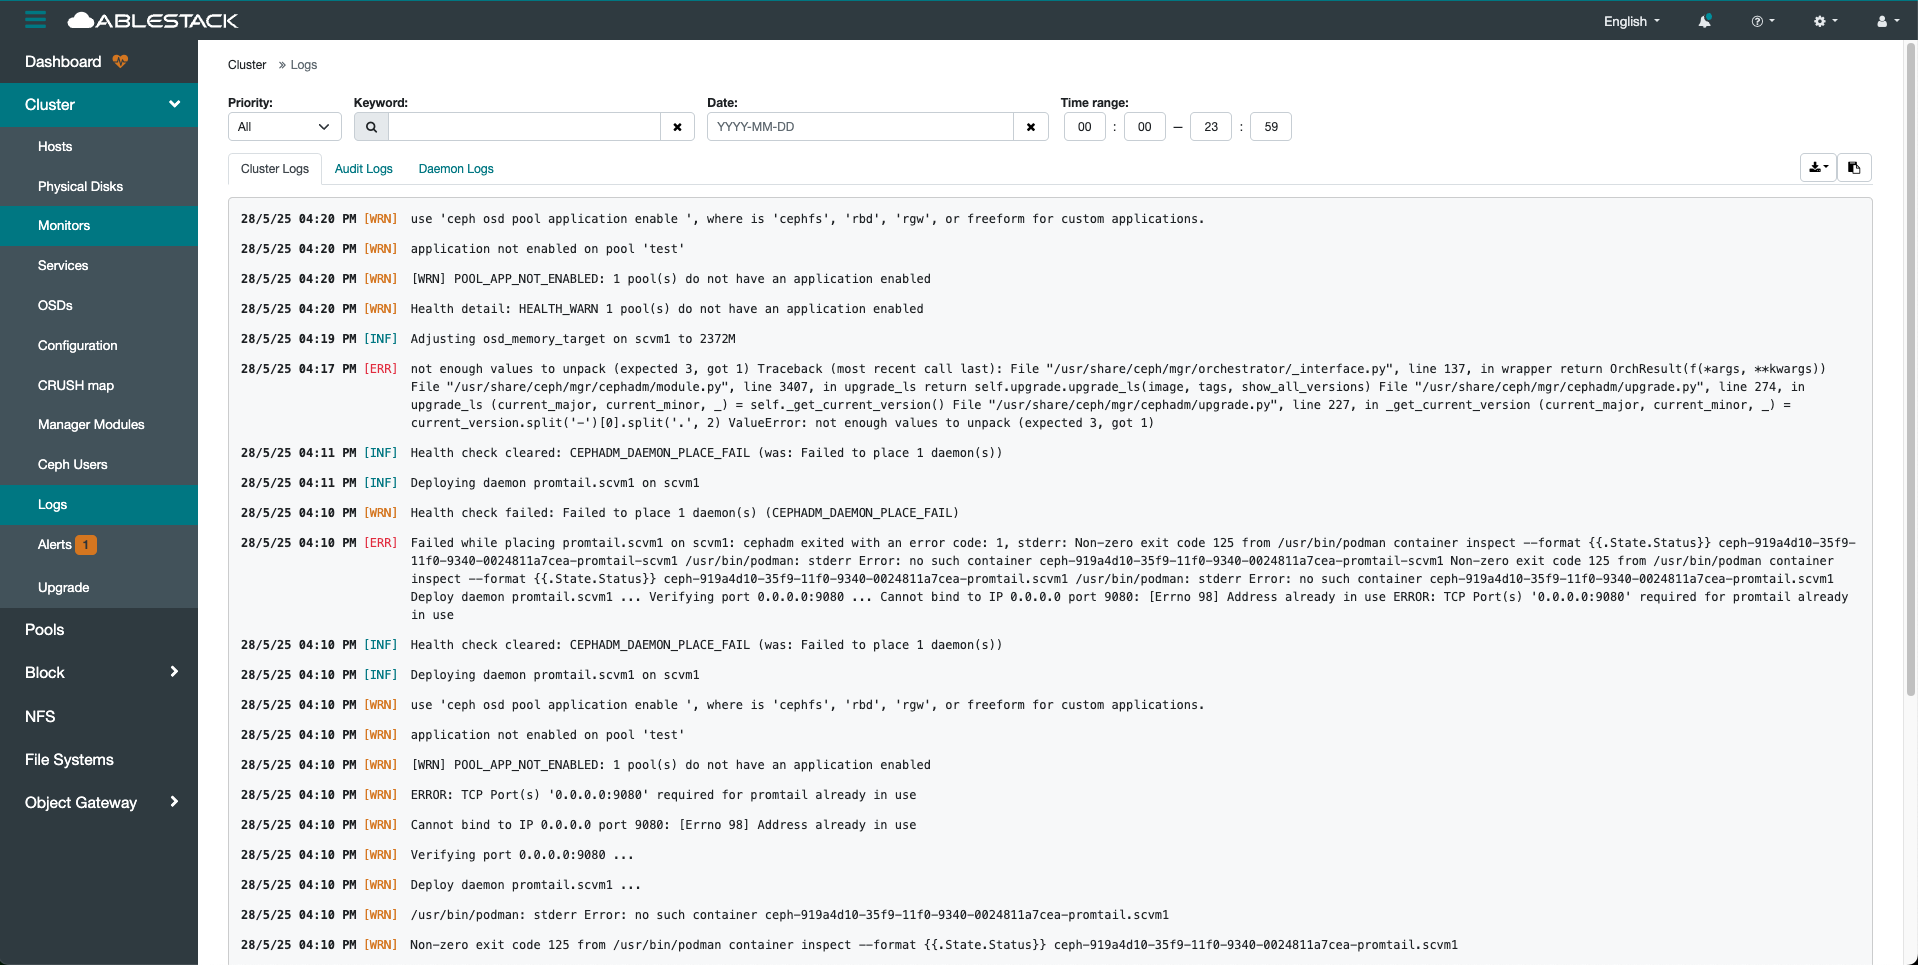 ABLESTACK
English
Dashboard
Cluster
Hosts
Physical Disks
Monitors
Services
OSDs
Configuration
CRUSH map
Manager Modules
Ceph Users
Logs
Alerts 1
Upgrade
Pools
Block
NFS
File Systems
Object Gateway
Cluster » Logs
Priority: Keyword: Date: Time range:
All YYYY-MM-DD 00 : 00 — 23 : 59
Cluster Logs Audit Logs Daemon Logs
28/5/25 04:20 PM [WRN] use 'ceph osd pool application enable ', where is 'cephfs', 'rbd', 'rgw', or freeform for custom applications.
28/5/25 04:20 PM [WRN] application not enabled on pool 'test'
28/5/25 04:20 PM [WRN] [WRN] POOL_APP_NOT_ENABLED: 1 pool(s) do not have an application enabled
28/5/25 04:20 PM [WRN] Health detail: HEALTH_WARN 1 pool(s) do not have an application enabled
28/5/25 04:19 PM [INF] Adjusting osd_memory_target on scvm1 to 2372M
28/5/25 04:17 PM [ERR] not enough values to unpack (expected 3, got 1) Traceback (most recent call last): File "/usr/share/ceph/mgr/orchestrator/_interface.py", line 137, in wrapper return OrchResult(f(*args, **kwargs))
File "/usr/share/ceph/mgr/cephadm/module.py", line 3407, in upgrade_ls return self.upgrade.upgrade_ls(image, tags, show_all_versions) File "/usr/share/ceph/mgr/cephadm/upgrade.py", line 274, in
upgrade_ls (current_major, current_minor, _) = self._get_current_version() File "/usr/share/ceph/mgr/cephadm/upgrade.py", line 227, in _get_current_version (current_major, current_minor, _) =
current_version.split('-')[0].split('.', 2) ValueError: not enough values to unpack (expected 3, got 1)
28/5/25 04:11 PM [INF] Health check cleared: CEPHADM_DAEMON_PLACE_FAIL (was: Failed to place 1 daemon(s))
28/5/25 04:11 PM [INF] Deploying daemon promtail.scvm1 on scvm1
28/5/25 04:10 PM [WRN] Health check failed: Failed to place 1 daemon(s) (CEPHADM_DAEMON_PLACE_FAIL)
28/5/25 04:10 PM [ERR] Failed while placing promtail.scvm1 on scvm1: cephadm exited with an error code: 1, stderr: Non-zero exit code 125 from /usr/bin/podman container inspect --format {{.State.Status}} ceph-919a4d10-35f9-
11f0-9340-0024811a7cea-promtail-scvm1 /usr/bin/podman: stderr Error: no such container ceph-919a4d10-35f9-11f0-9340-0024811a7cea-promtail-scvm1 Non-zero exit code 125 from /usr/bin/podman container
inspect --format {{.State.Status}} ceph-919a4d10-35f9-11f0-9340-0024811a7cea-promtail.scvm1 /usr/bin/podman: stderr Error: no such container ceph-919a4d10-35f9-11f0-9340-0024811a7cea-promtail.scvm1
Deploy daemon promtail.scvm1 ... Verifying port 0.0.0.0:9080 ... Cannot bind to IP 0.0.0.0 port 9080: [Errno 98] Address already in use ERROR: TCP Port(s) '0.0.0.0:9080' required for promtail already
in use
28/5/25 04:10 PM [INF] Health check cleared: CEPHADM_DAEMON_PLACE_FAIL (was: Failed to place 1 daemon(s))
28/5/25 04:10 PM [INF] Deploying daemon promtail.scvm1 on scvm1
28/5/25 04:10 PM [WRN] use 'ceph osd pool application enable ', where is 'cephfs', 'rbd', 'rgw', or freeform for custom applications.
28/5/25 04:10 PM [WRN] application not enabled on pool 'test'
28/5/25 04:10 PM [WRN] [WRN] POOL_APP_NOT_ENABLED: 1 pool(s) do not have an application enabled
28/5/25 04:10 PM [WRN] ERROR: TCP Port(s) '0.0.0.0:9080' required for promtail already in use
28/5/25 04:10 PM [WRN] Cannot bind to IP 0.0.0.0 port 9080: [Errno 98] Address already in use
28/5/25 04:10 PM [WRN] Verifying port 0.0.0.0:9080 ...
28/5/25 04:10 PM [WRN] Deploy daemon promtail.scvm1 ...
28/5/25 04:10 PM [WRN] /usr/bin/podman: stderr Error: no such container ceph-919a4d10-35f9-11f0-9340-0024811a7cea-promtail.scvm1
28/5/25 04:10 PM [WRN] Non-zero exit code 125 from /usr/bin/podman container inspect --format {{.State.Status}} ceph-919a4d10-35f9-11f0-9340-0024811a7cea-promtail.scvm1